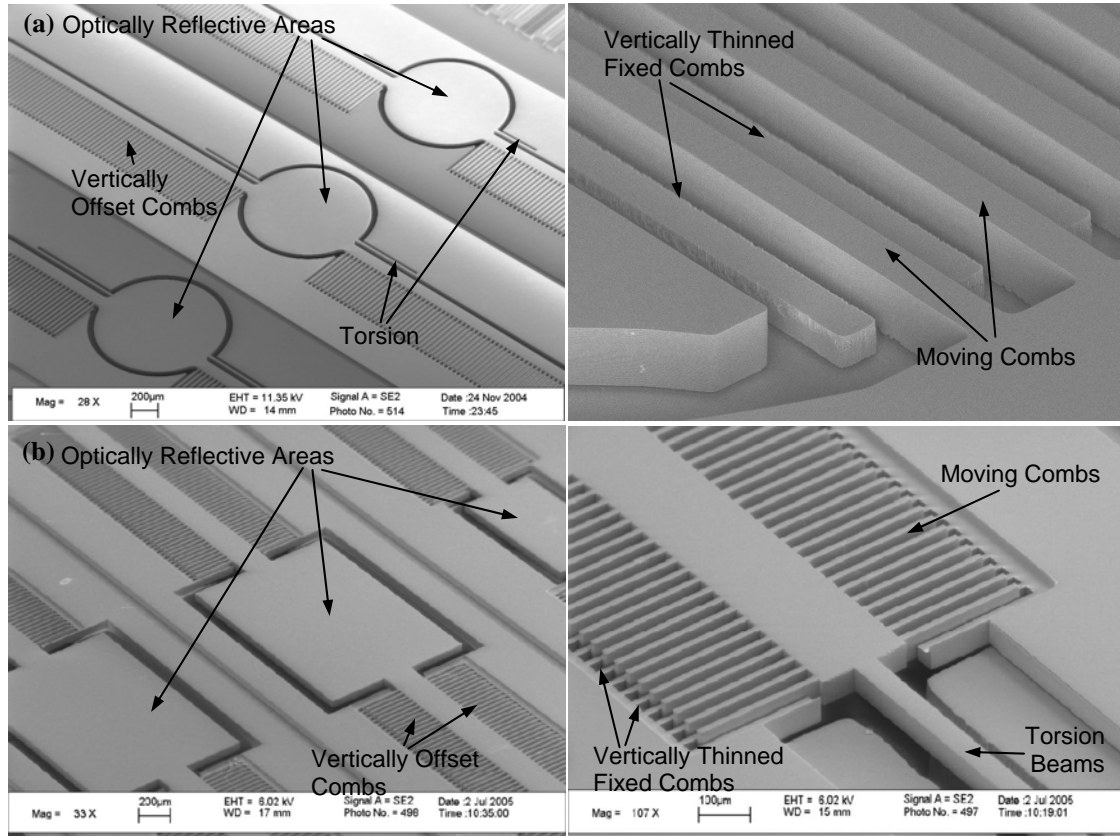 (a) Optically Reflective Areas
Vertically
Offset Combs
Torsion
Mag = 28 X
200µm
EHT = 11.35 kV
WD = 14 mm
Signal A = SE2
Photo No. = 514
Date :24 Nov 2004
Time :23:45
Vertically Thinned
Fixed Combs
Moving Combs
(b) Optically Reflective Areas
Vertically Offset
Combs
Mag = 33 X
200µm
EHT = 6.02 kV
WD = 17 mm
Signal A = SE2
Photo No. = 496
Date :2 Jul 2005
Time :10:35:00
Moving Combs
Vertically Thinned
Fixed Combs
Torsion
Beams
Mag = 107 X
100µm
EHT = 6.02 kV
WD = 15 mm
Signal A = SE2
Photo No. = 497
Date :2 Jul 2005
Time :10:19:01